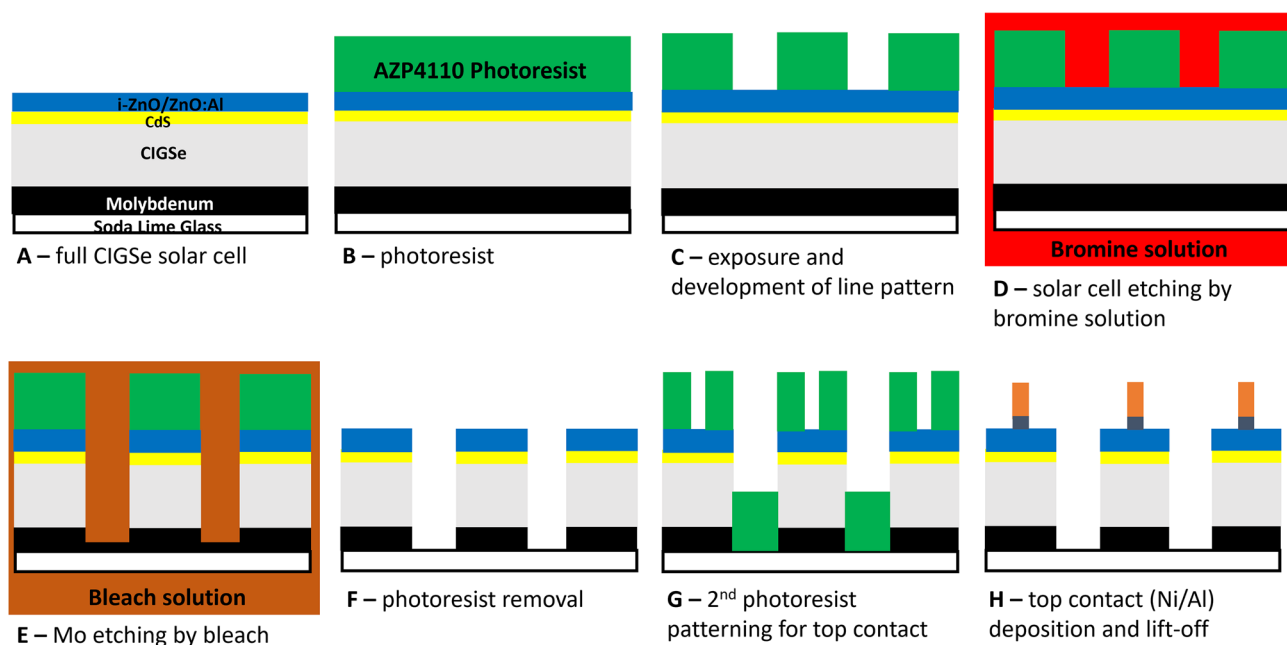 i-ZnO/ZnO:Al
CdS
CIGSe
Molybdenum
Soda Lime Glass
A – full CIGSe solar cell
AZP4110 Photoresist
B – photoresist
C – exposure and
development of line pattern
Bromine solution
D – solar cell etching by
bromine solution
Bleach solution
E – Mo etching by bleach
F – photoresist removal
G – 2nd photoresist
patterning for top contact
H – top contact (Ni/Al)
deposition and lift-off